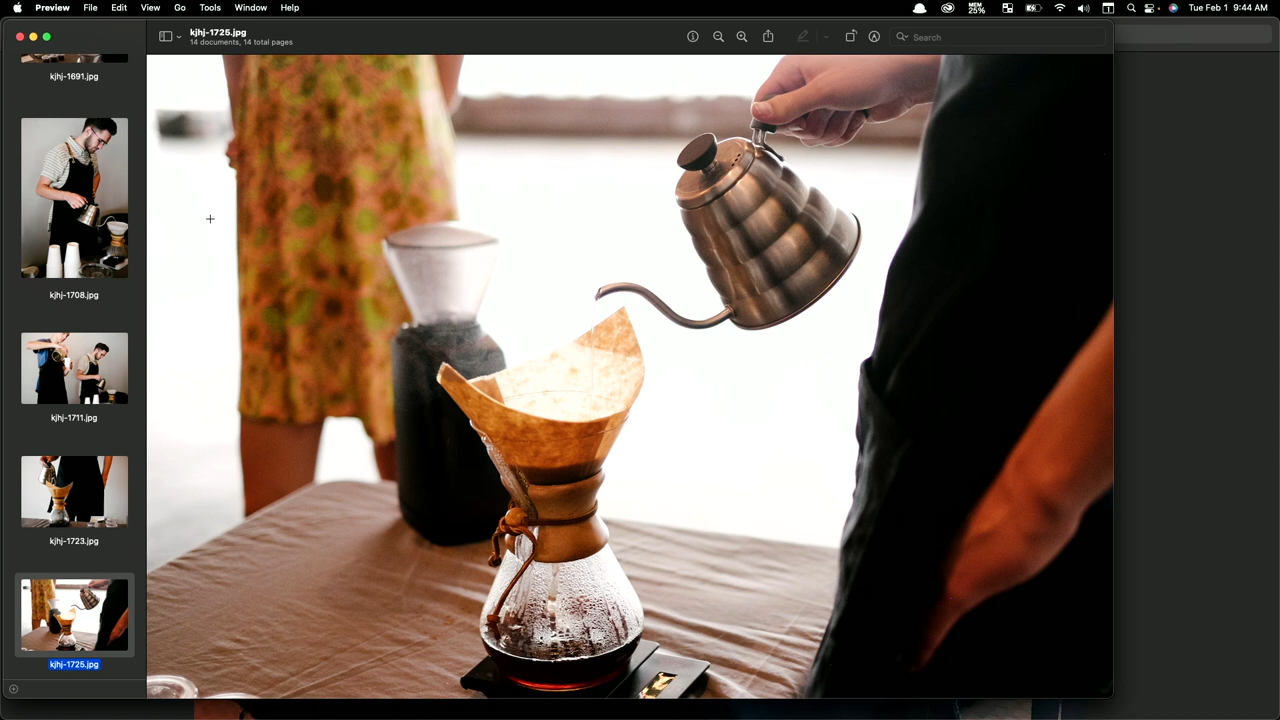 Preview File Edit View Go Tools Window Help
MEM 25%
Tue Feb 1 9:44 AM
kjhj-1725.jpg
14 documents, 14 total pages
Search
kjhj-1691.jpg
kjhj-1708.jpg
kjhj-1711.jpg
kjhj-1723.jpg
kjhj-1725.jpg